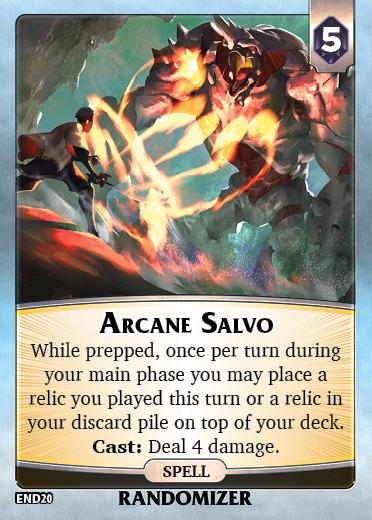 5
Arcane Salvo
While prepped, once per turn during
your main phase you may place a
relic you played this turn or a relic in
your discard pile on top of your deck.
Cast: Deal 4 damage.
SPELL
END20
RANDOMIZER